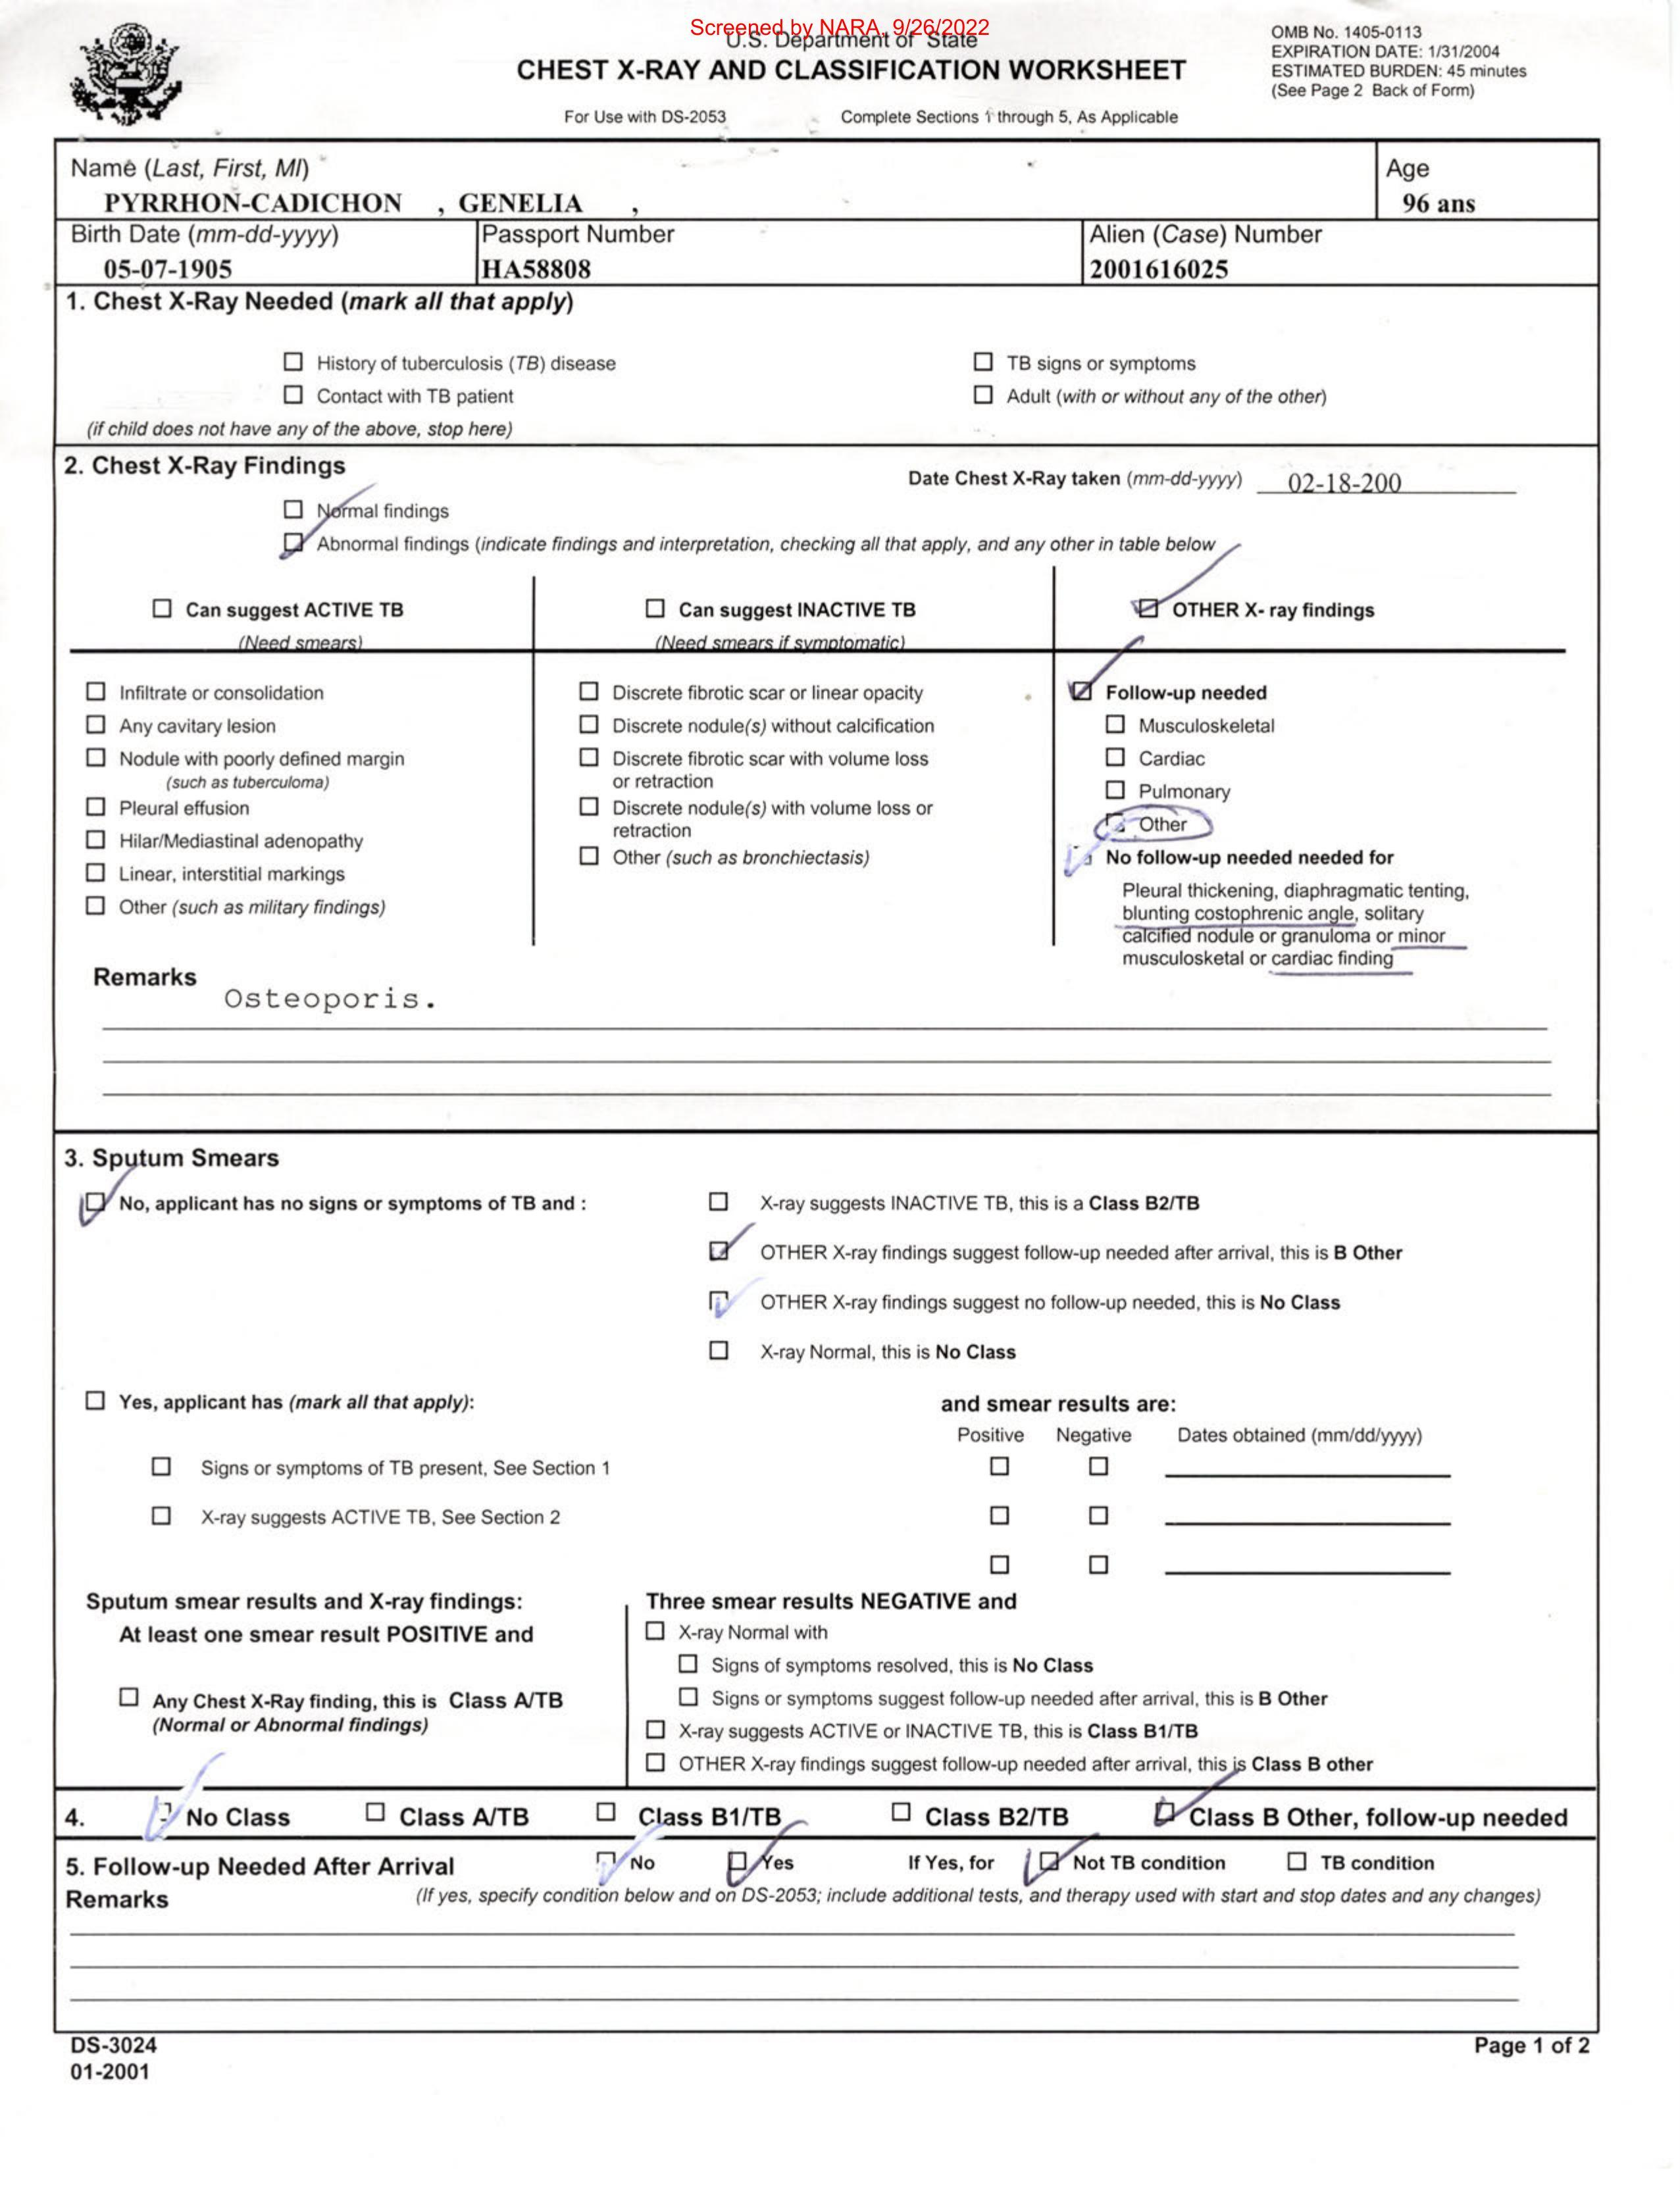 Screened by NARA, 9/26/2022
U.S. Department of State
CHEST X-RAY AND CLASSIFICATION WORKSHEET
For Use with DS-2053 Complete Sections 1 through 5, As Applicable
OMB No. 1405-0113
EXPIRATION DATE: 1/31/2004
ESTIMATED BURDEN: 45 minutes
(See Page 2 Back of Form)
Name (Last, First, MI)
PYRRHON-CADICHON , GENELIA ,
Age
96 ans
Birth Date (mm-dd-yyyy)
05-07-1905
Passport Number
HA58808
Alien (Case) Number
2001616025
1. Chest X-Ray Needed (mark all that apply)
History of tuberculosis (TB) disease
TB signs or symptoms
Contact with TB patient
Adult (with or without any of the other)
(if child does not have any of the above, stop here)
2. Chest X-Ray Findings
Date Chest X-Ray taken (mm-dd-yyyy) 02-18-200
Normal findings
Abnormal findings (indicate findings and interpretation, checking all that apply, and any other in table below
Can suggest ACTIVE TB
(Need smears)
Infiltrate or consolidation
Any cavitary lesion
Nodule with poorly defined margin
(such as tuberculoma)
Pleural effusion
Hilar/Mediastinal adenopathy
Linear, interstitial markings
Other (such as military findings)
Can suggest INACTIVE TB
(Need smears if symptomatic)
Discrete fibrotic scar or linear opacity
Discrete nodule(s) without calcification
Discrete fibrotic scar with volume loss
or retraction
Discrete nodule(s) with volume loss or
retraction
Other (such as bronchiectasis)
OTHER X- ray findings
Follow-up needed
Musculoskeletal
Cardiac
Pulmonary
Other
No follow-up needed needed for
Pleural thickening, diaphragmatic tenting,
blunting costophrenic angle, solitary
calcified nodule or granuloma or minor
musculosketal or cardiac finding
Remarks
Osteoporis.
3. Sputum Smears
No, applicant has no signs or symptoms of TB and :
X-ray suggests INACTIVE TB, this is a Class B2/TB
OTHER X-ray findings suggest follow-up needed after arrival, this is B Other
OTHER X-ray findings suggest no follow-up needed, this is No Class
X-ray Normal, this is No Class
Yes, applicant has (mark all that apply):
and smear results are:
Positive Negative Dates obtained (mm/dd/yyyy)
Signs or symptoms of TB present, See Section 1
X-ray suggests ACTIVE TB, See Section 2
Sputum smear results and X-ray findings:
At least one smear result POSITIVE and
Any Chest X-Ray finding, this is Class A/TB
(Normal or Abnormal findings)
Three smear results NEGATIVE and
X-ray Normal with
Signs of symptoms resolved, this is No Class
Signs or symptoms suggest follow-up needed after arrival, this is B Other
X-ray suggests ACTIVE or INACTIVE TB, this is Class B1/TB
OTHER X-ray findings suggest follow-up needed after arrival, this is Class B other
4. No Class Class A/TB Class B1/TB Class B2/TB Class B Other, follow-up needed
5. Follow-up Needed After Arrival No Yes If Yes, for Not TB condition TB condition
Remarks (If yes, specify condition below and on DS-2053; include additional tests, and therapy used with start and stop dates and any changes)
DS-3024
01-2001
Page 1 of 2